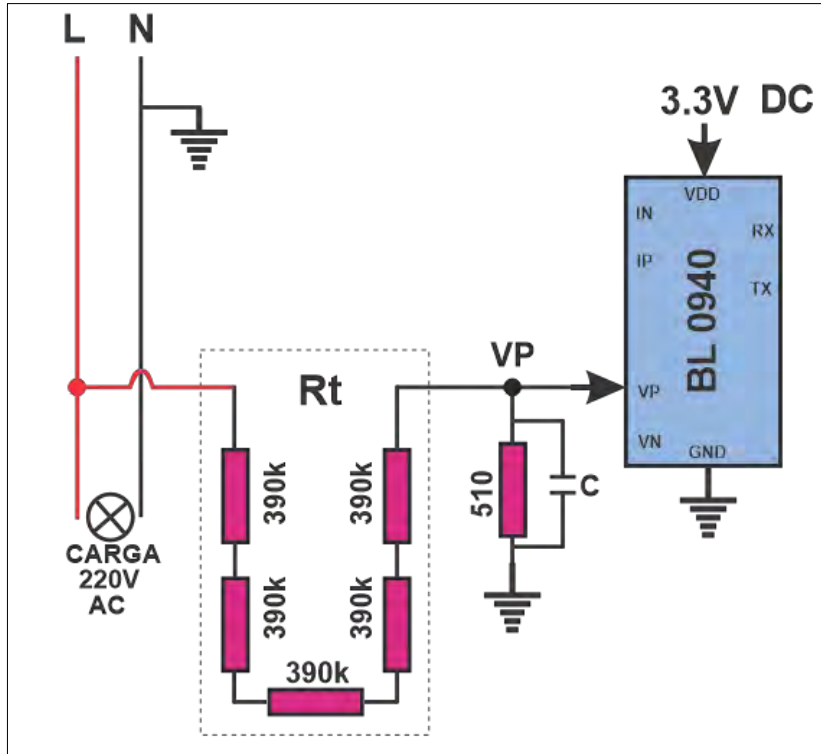 L N
3.3V DC
VDD
IN
RX
IP
TX
BL 0940
VP
VN
GND
VP
Rt
390k
390k
390k
390k
390k
510
C
CARGA
220V
AC